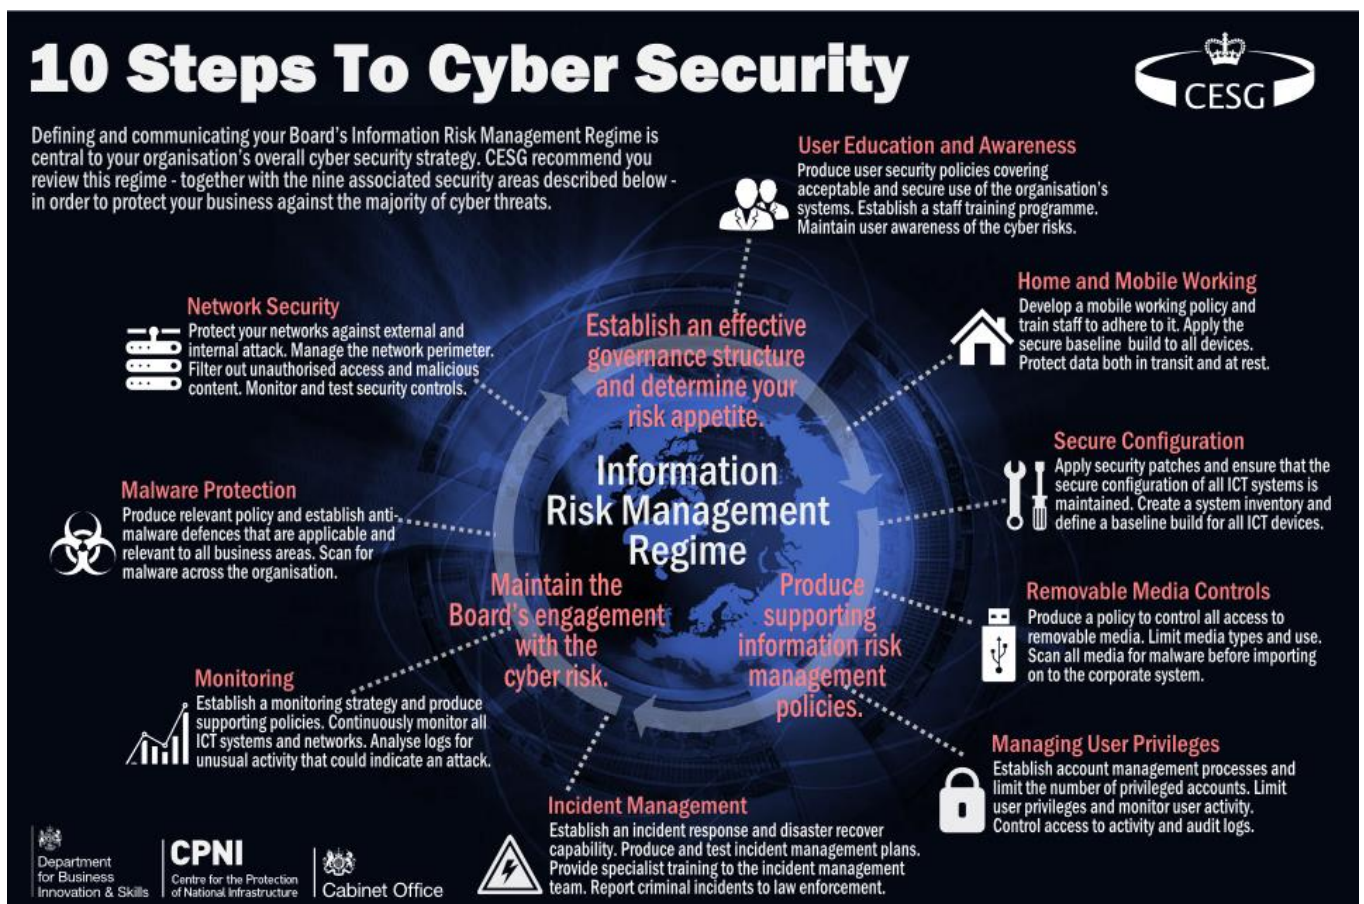 10 Steps To Cyber Security
CESG
Defining and communicating your Board's Information Risk Management Regime is
central to your organisation's overall cyber security strategy. CESG recommend you
review this regime - together with the nine associated security areas described below -
in order to protect your business against the majority of cyber threats.
User Education and Awareness
Produce user security policies covering
acceptable and secure use of the organisation's
systems. Establish a staff training programme.
Maintain user awareness of the cyber risks.
Home and Mobile Working
Develop a mobile working policy and
train staff to adhere to it. Apply the
secure baseline build to all devices.
Protect data both in transit and at rest.
Secure Configuration
Apply security patches and ensure that the
secure configuration of all ICT systems is
maintained. Create a system inventory and
define a baseline build for all ICT devices.
Removable Media Controls
Produce a policy to control all access to
removable media. Limit media types and use.
Scan all media for malware before importing
on to the corporate system.
Managing User Privileges
Establish account management processes and
limit the number of privileged accounts. Limit
user privileges and monitor user activity.
Control access to activity and audit logs.
Incident Management
Establish an incident response and disaster recover
capability. Produce and test incident management plans.
Provide specialist training to the incident management
team. Report criminal incidents to law enforcement.
Monitoring
Establish a monitoring strategy and produce
supporting policies. Continuously monitor all
ICT systems and networks. Analyse logs for
unusual activity that could indicate an attack.
Malware Protection
Produce relevant policy and establish anti-
malware defences that are applicable and
relevant to all business areas. Scan for
malware across the organisation.
Network Security
Protect your networks against external and
internal attack. Manage the network perimeter.
Filter out unauthorised access and malicious
content. Monitor and test security controls.
Establish an effective
governance structure
and determine your
risk appetite.
Information
Risk Management
Regime
Maintain the
Board's engagement
with the
cyber risk.
Produce
supporting
information risk
management
policies.
Department
for Business
Innovation & Skills
CPNI
Centre for the Protection
of National Infrastructure
Cabinet Office